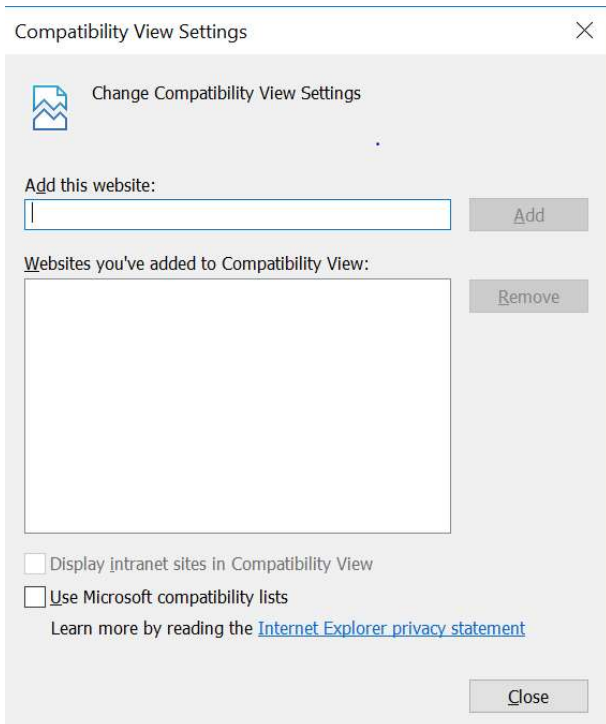 Compatibility View Settings
Change Compatibility View Settings
Add this website:
Add
Websites you've added to Compatibility View:
Remove
Display intranet sites in Compatibility View
Use Microsoft compatibility lists
Learn more by reading the Internet Explorer privacy statement
Close